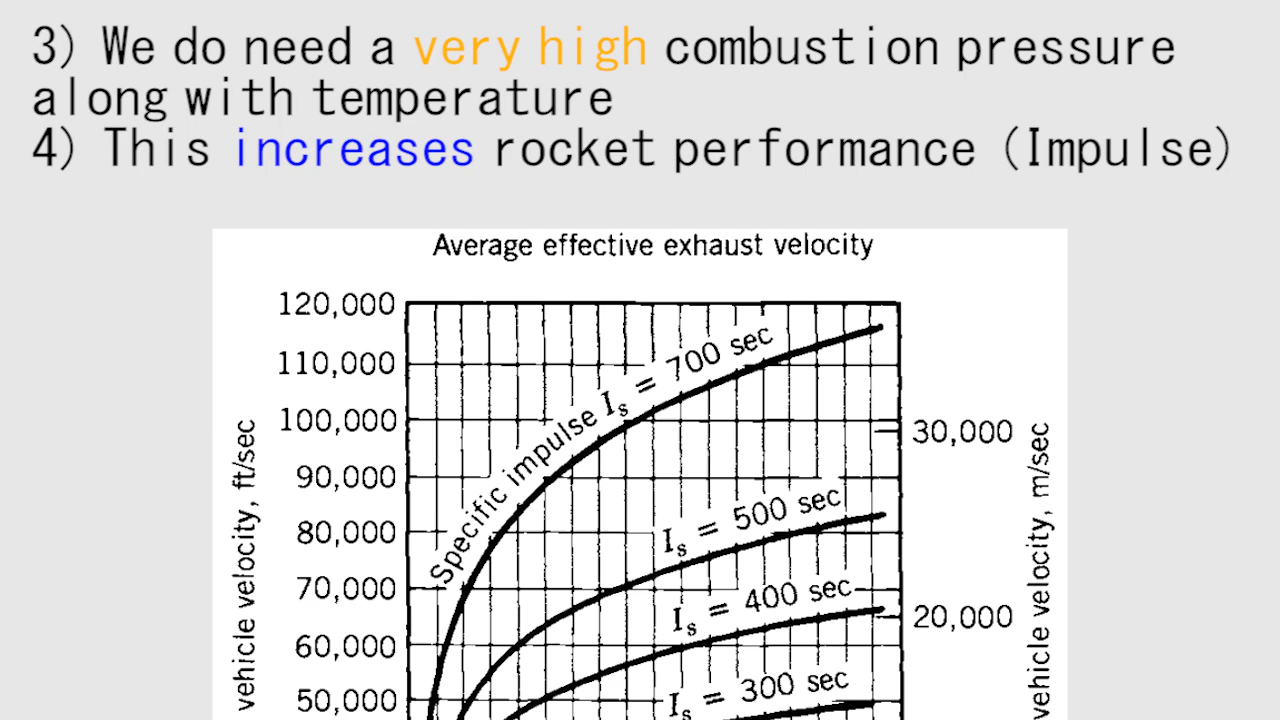 3) We do need a very high combustion pressure
along with temperature
4) This increases rocket performance (Impulse)
Average effective exhaust velocity
120,000
110,000
100,000
90,000
80,000
70,000
60,000
50,000
vehicle velocity, ft/sec
Specific impulse Is = 700 sec
Is = 500 sec
Is = 400 sec
Is = 300 sec
30,000
20,000
vehicle velocity, m/sec